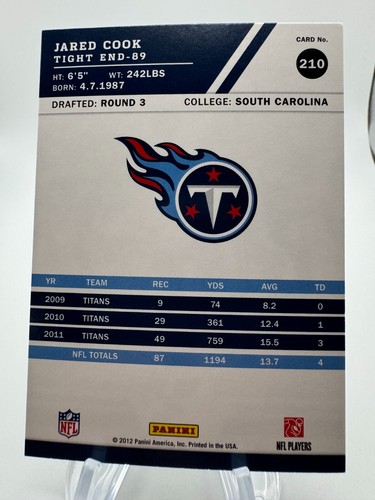 JARED COOK
TIGHT END-89
HT: 6'5" WT: 242LBS
BORN: 4.7.1987
CARD No.
210
DRAFTED: ROUND 3 COLLEGE: SOUTH CAROLINA
T
YR TEAM REC YDS AVG TD
2009 TITANS 9 74 8.2 0
2010 TITANS 29 361 12.4 1
2011 TITANS 49 759 15.5 3
NFL TOTALS 87 1194 13.7 4
NFL
PANINI
NFL PLAYERS
© 2012 Panini America, Inc. Printed in the USA.